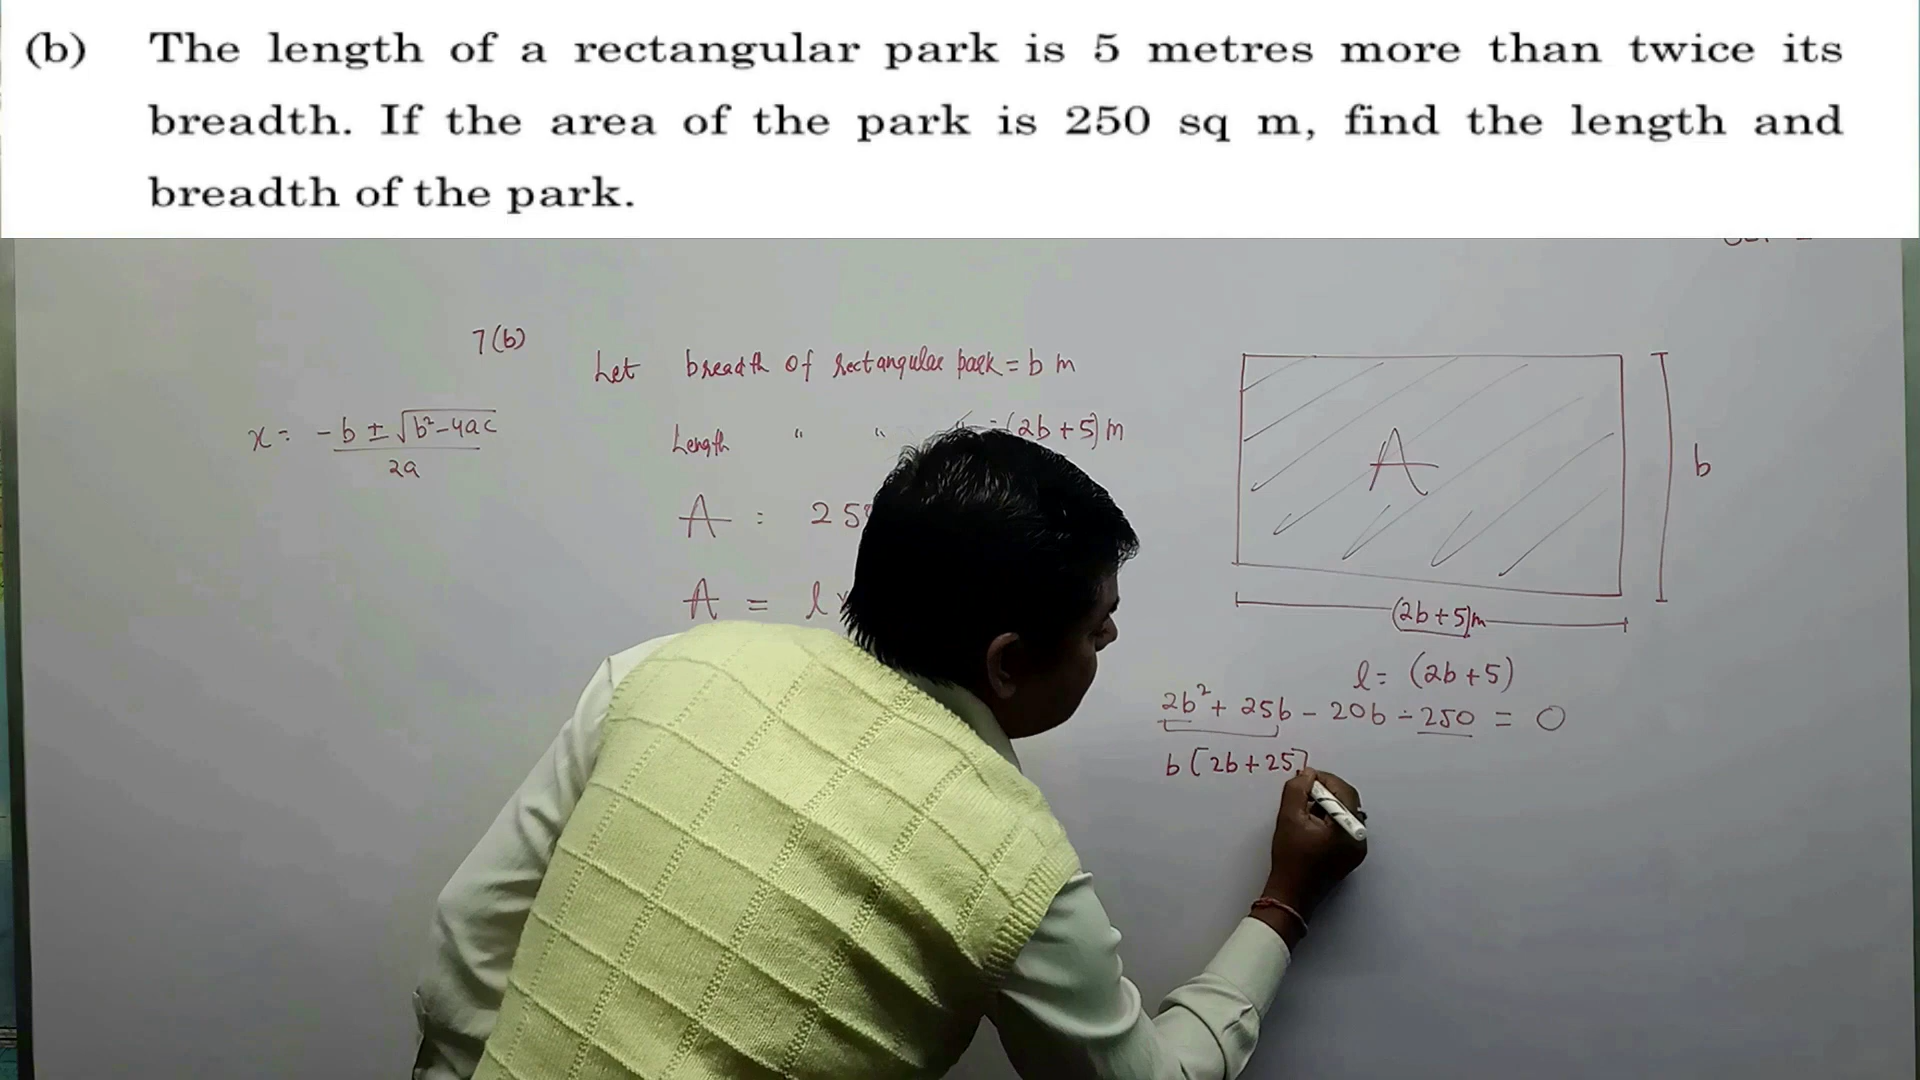 (b) The length of a rectangular park is 5 metres more than twice its
breadth. If the area of the park is 250 sq m, find the length and
breadth of the park.
7(b)
Let breadth of rectangular park = b m
x = -b ± √b²-4ac
2a
Length " " " = (2b+5) m
A : 25
A = l×
A
b
(2b+5)m
l = (2b+5)
2b² + 25b - 20b - 250 = 0
b(2b+25)